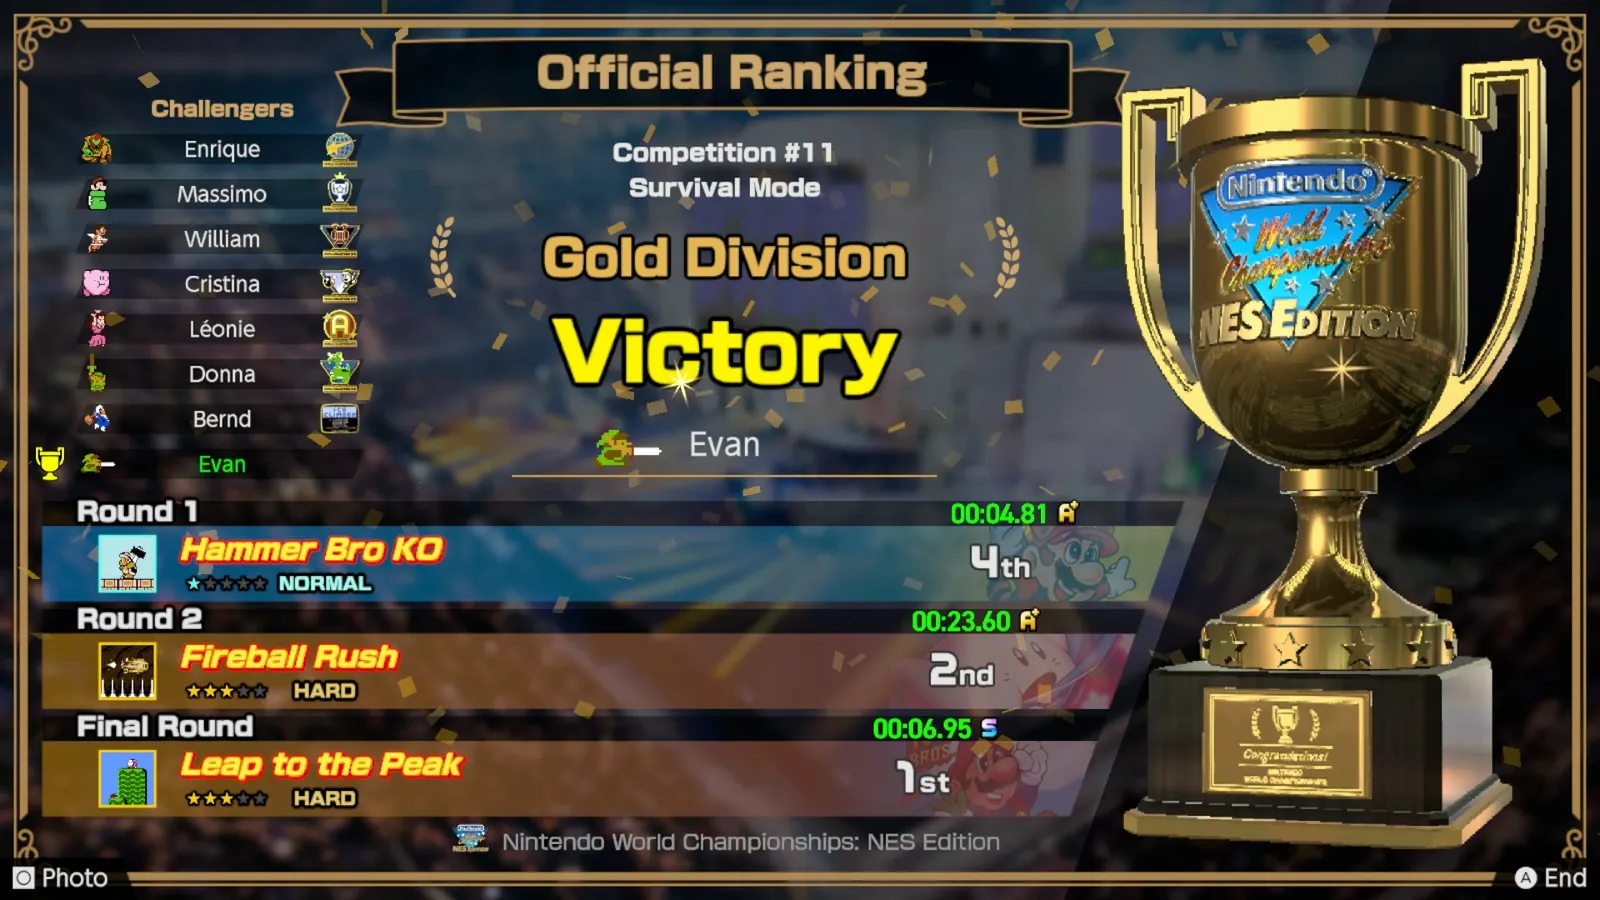 Official Ranking
Challengers
Enrique
Massimo
William
Cristina
Léonie
A
Donna
Bernd
Evan
Competition #11
Survival Mode
Gold Division
Victory
Evan
Nintendo®
World
Championships
NES EDITION
Round 1
00:04.81 A+
Hammer Bro KO
NORMAL
4th
Round 2
00:23.60 A+
Fireball Rush
HARD
2nd
Final Round
00:06.95 S
Leap to the Peak
HARD
1st
Congratulations!
NINTENDO
WORLD CHAMPIONSHIPS
Nintendo World Championships: NES Edition
Photo
A End